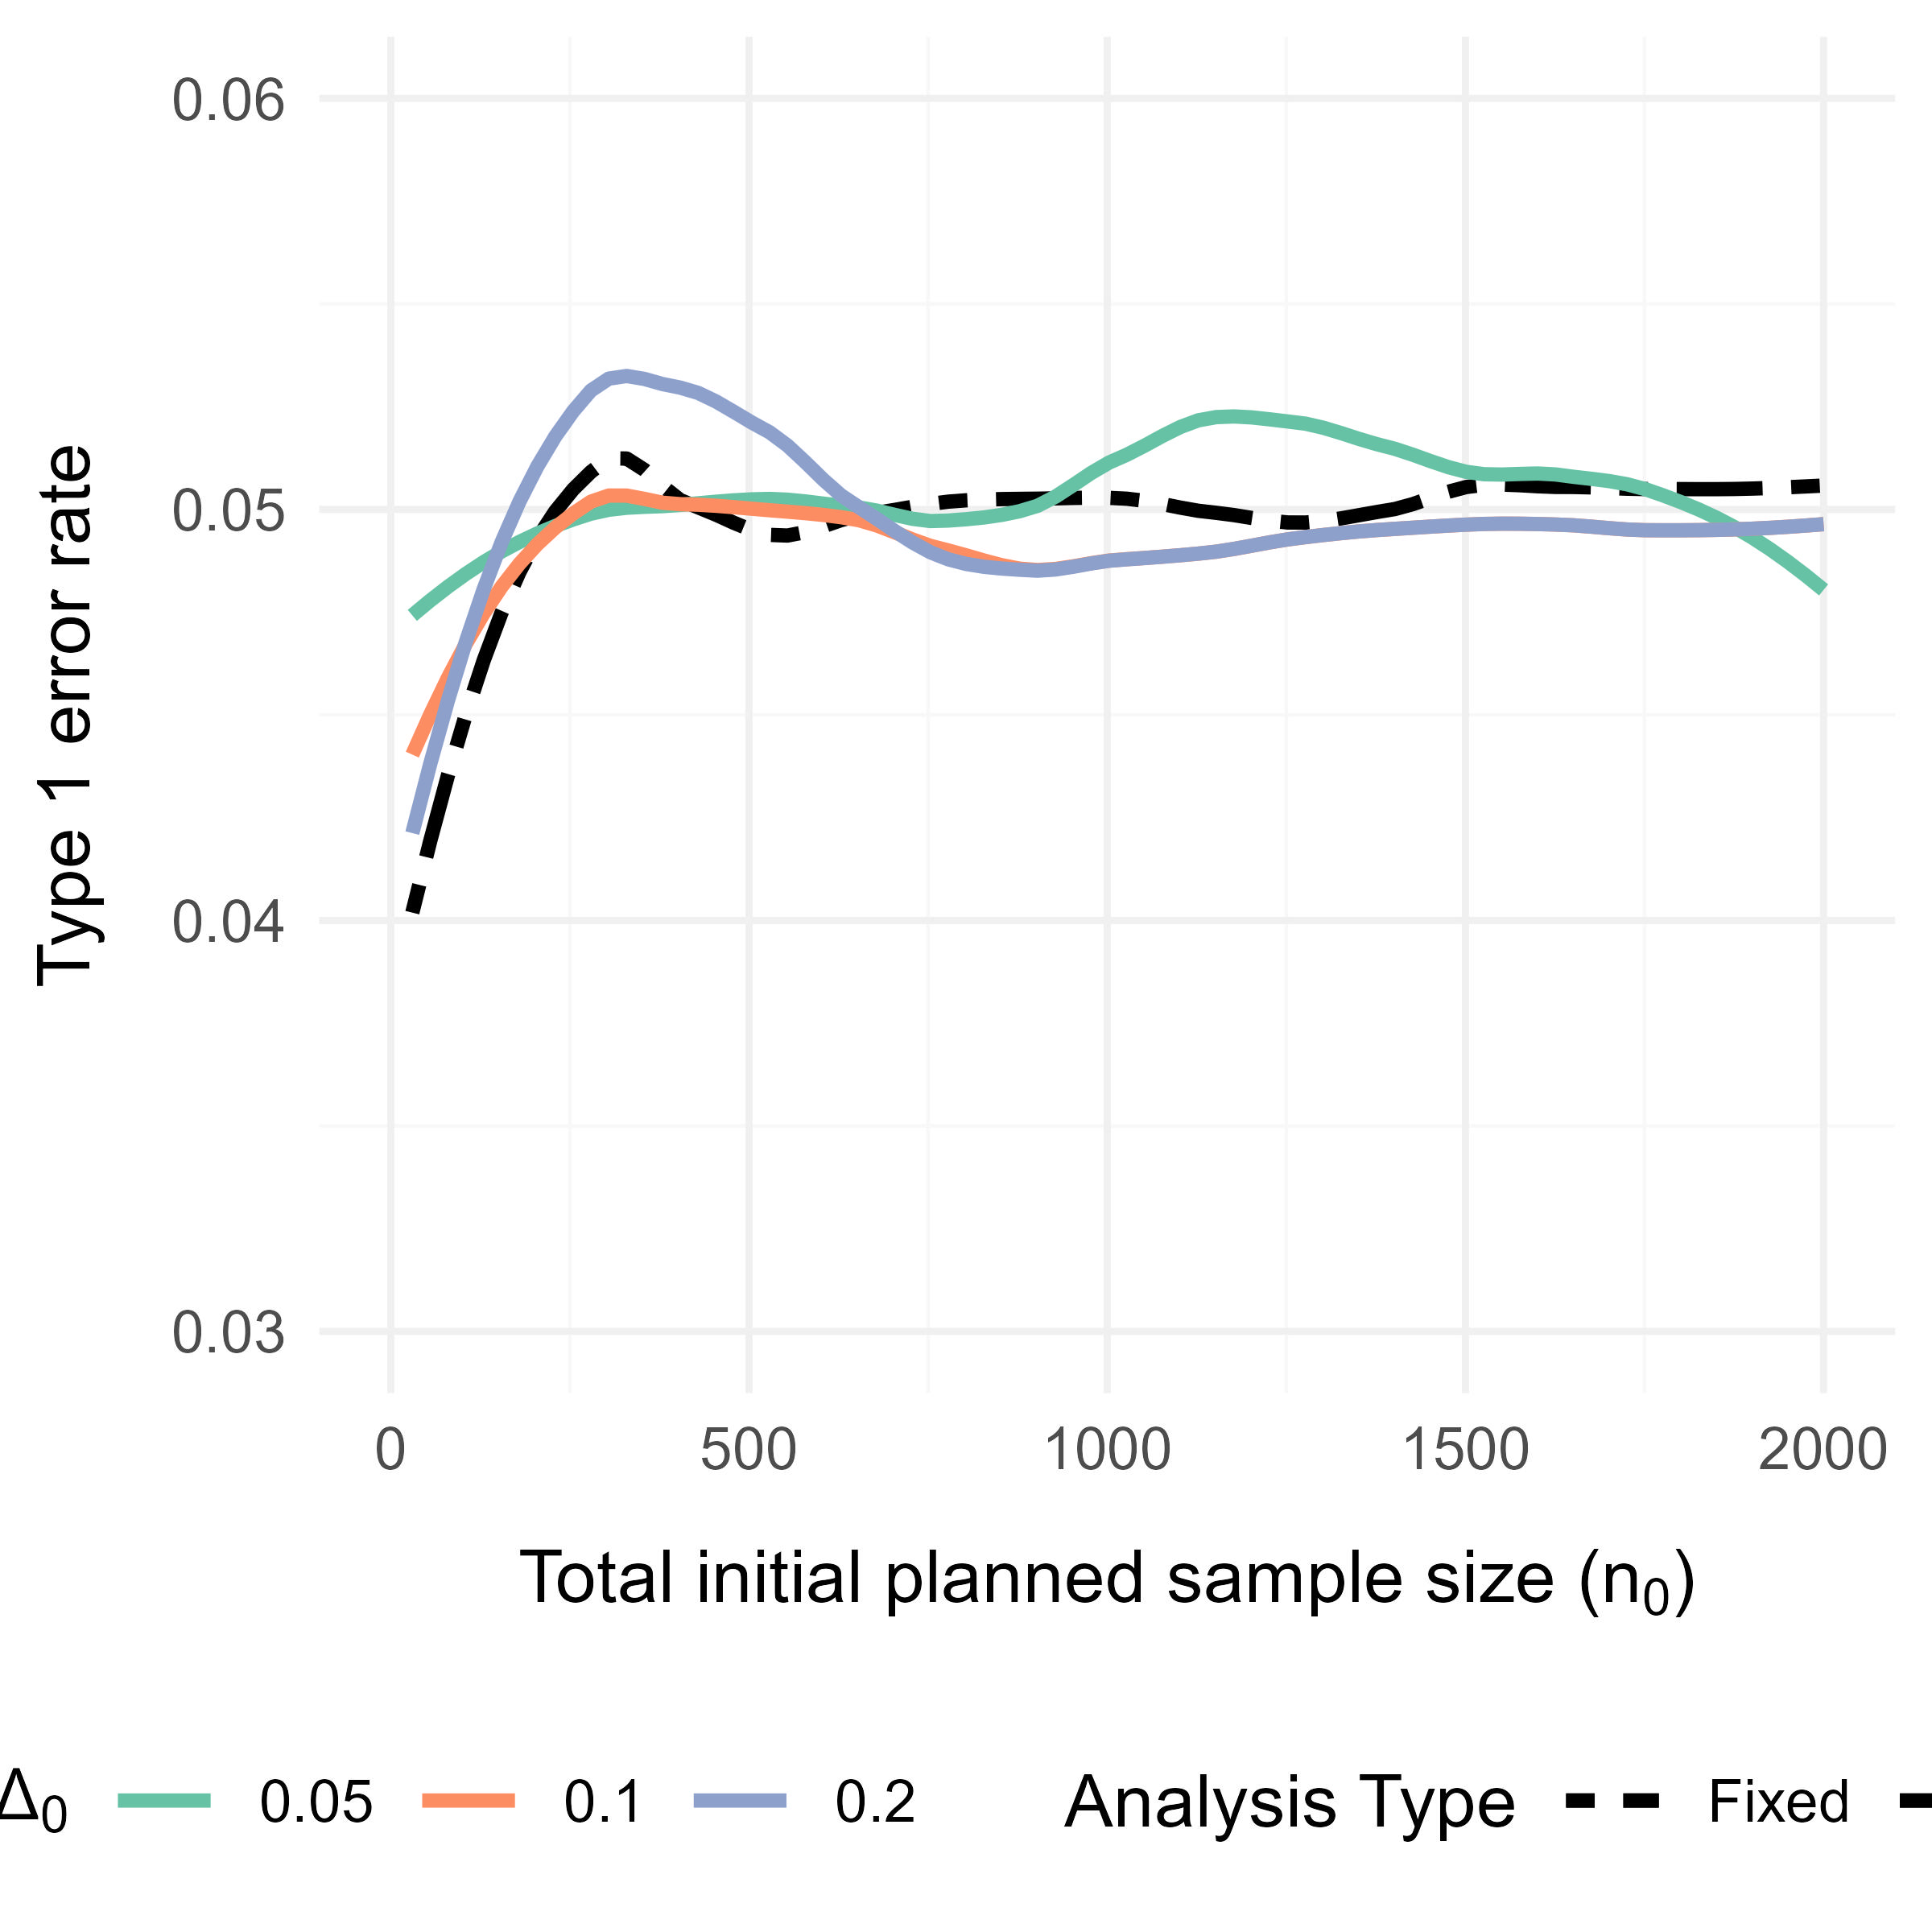 0.06
0.05
0.04
0.03
Type 1 error rate
0 500 1000 1500 2000
Total initial planned sample size (n₀)
Δ₀ 0.05 0.1 0.2 Analysis Type Fixed